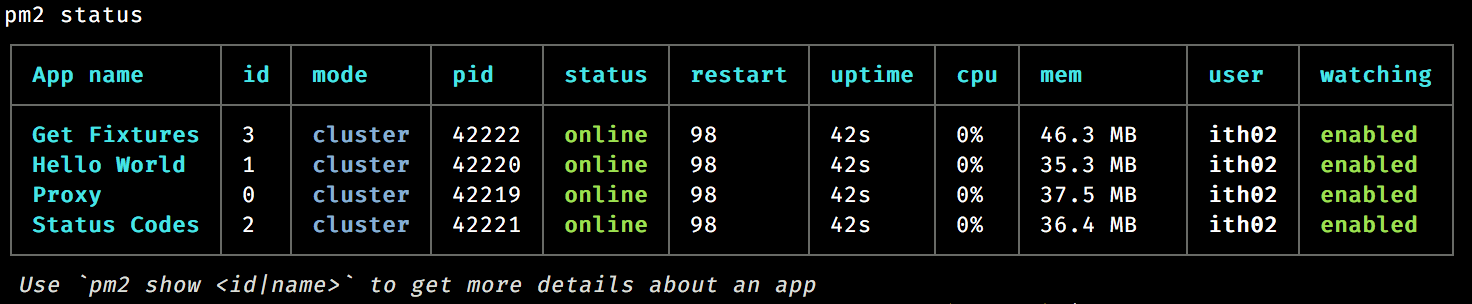 pm2 status
App name id mode pid status restart uptime cpu mem user watching
Get Fixtures 3 cluster 42222 online 98 42s 0% 46.3 MB ith02 enabled
Hello World 1 cluster 42220 online 98 42s 0% 35.3 MB ith02 enabled
Proxy 0 cluster 42219 online 98 42s 0% 37.5 MB ith02 enabled
Status Codes 2 cluster 42221 online 98 42s 0% 36.4 MB ith02 enabled
Use `pm2 show <id|name>` to get more details about an app